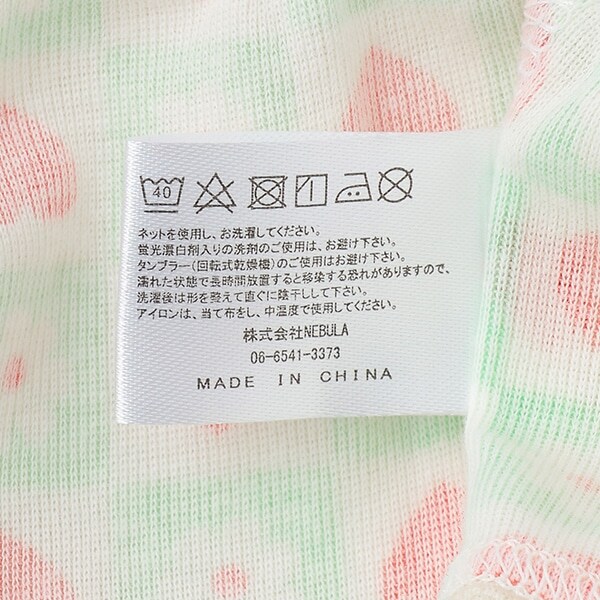 40
ネットを使用し、お洗濯してください。
蛍光漂白剤入りの洗剤のご使用は、お避け下さい。
タンブラー(回転式乾燥機)のご使用はお避け下さい。
濡れた状態で長時間放置すると移染する恐れがありますので、
洗濯後は形を整えて直ぐに陰干しして下さい。
アイロンは、当て布をし、中温度で使用してください。
株式会社NEBULA
06-6541-3373
MADE IN CHINA